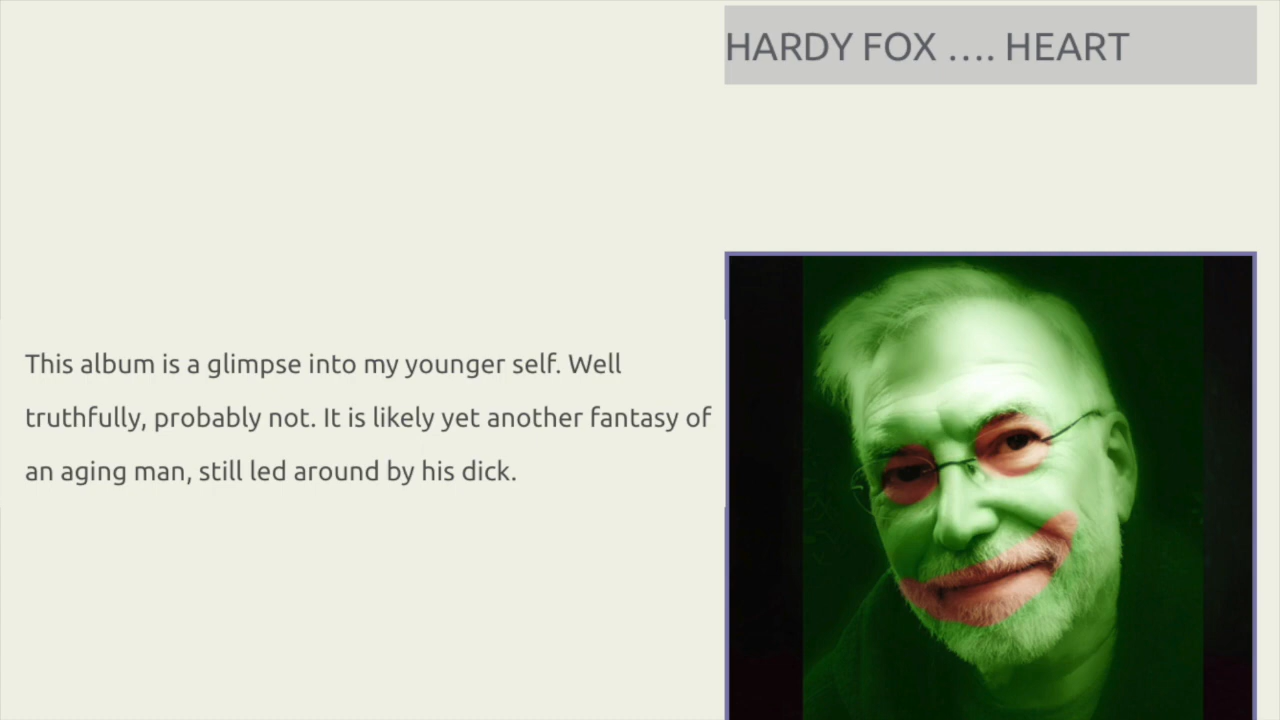 HARDY FOX …. HEART
This album is a glimpse into my younger self. Well
truthfully, probably not. It is likely yet another fantasy of
an aging man, still led around by his dick.